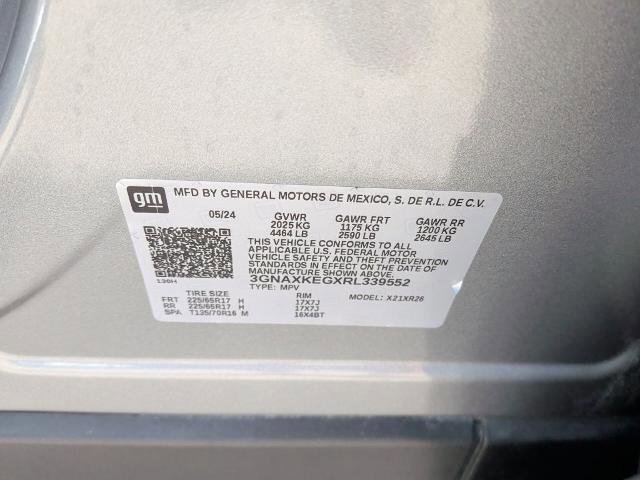 gm
MFD BY GENERAL MOTORS DE MEXICO, S. DE R.L. DE C.V.
05/24 GVWR GAWR FRT GAWR RR
2025 KG 1175 KG 1200 KG
4464 LB 2590 LB 2645 LB
THIS VEHICLE CONFORMS TO ALL
APPLICABLE U.S. FEDERAL MOTOR
VEHICLE SAFETY AND BUMPER
STANDARDS IN EFFECT ON THE DATE OF
MANUFACTURE SHOWN ABOVE.
3GNAXKEGXRL339552
TYPE: MPV MODEL: X21XR26
TIRE SIZE RIM
FRT 225/65R17 H 17X7J
RR 225/65R17 H 17X7J
SPA T135/70R16 M 16X4BT